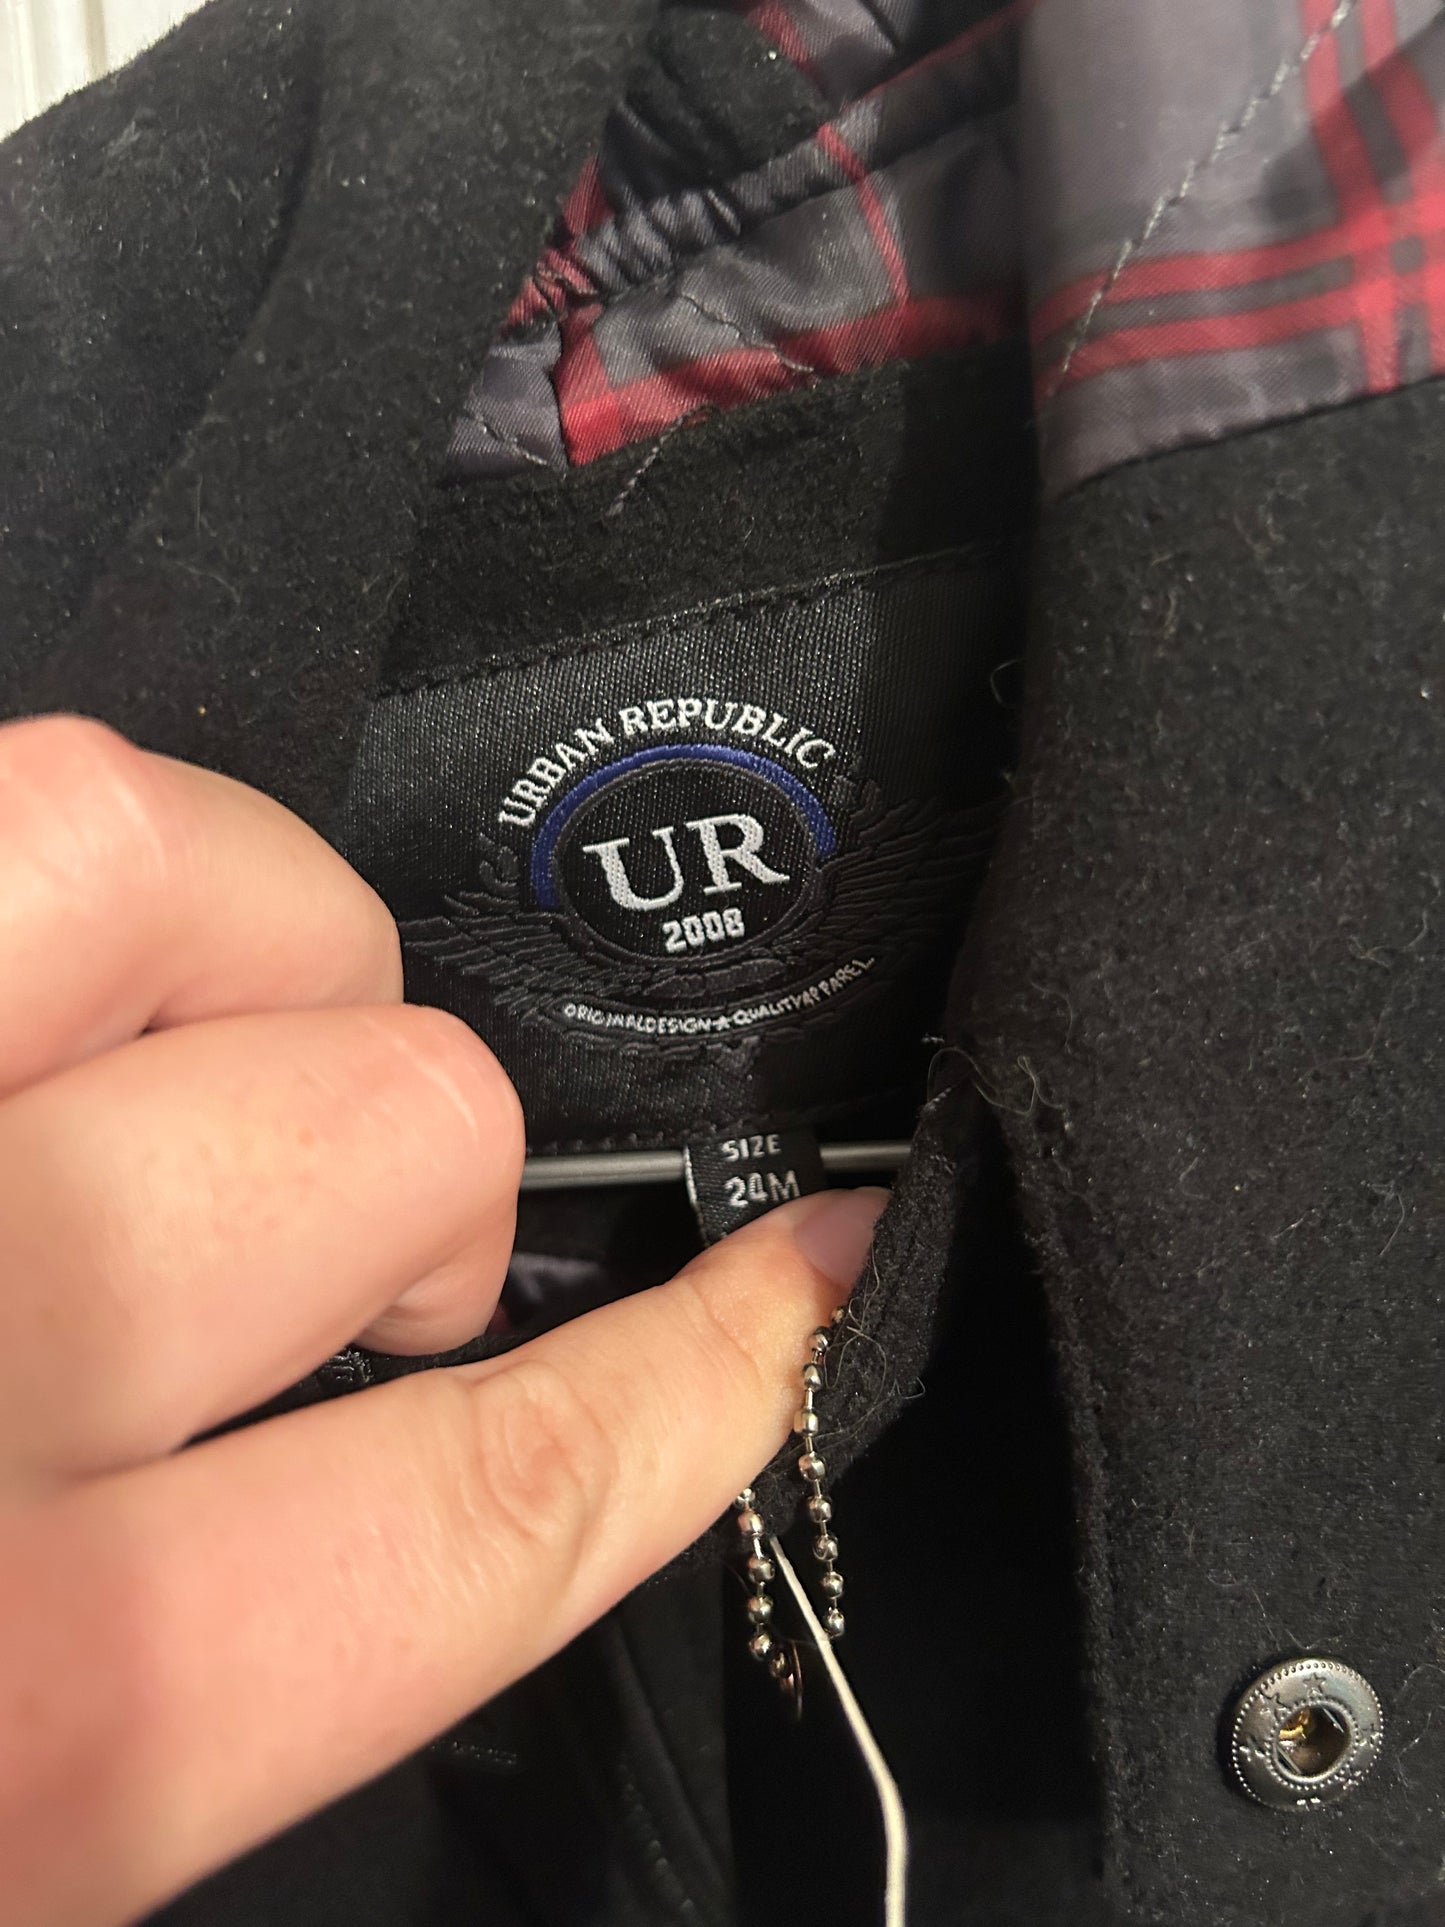 URBAN REPUBLIC
UR
2008
ORIGINALDESIGN★QUALITYAPPAREL.
SIZE
24M